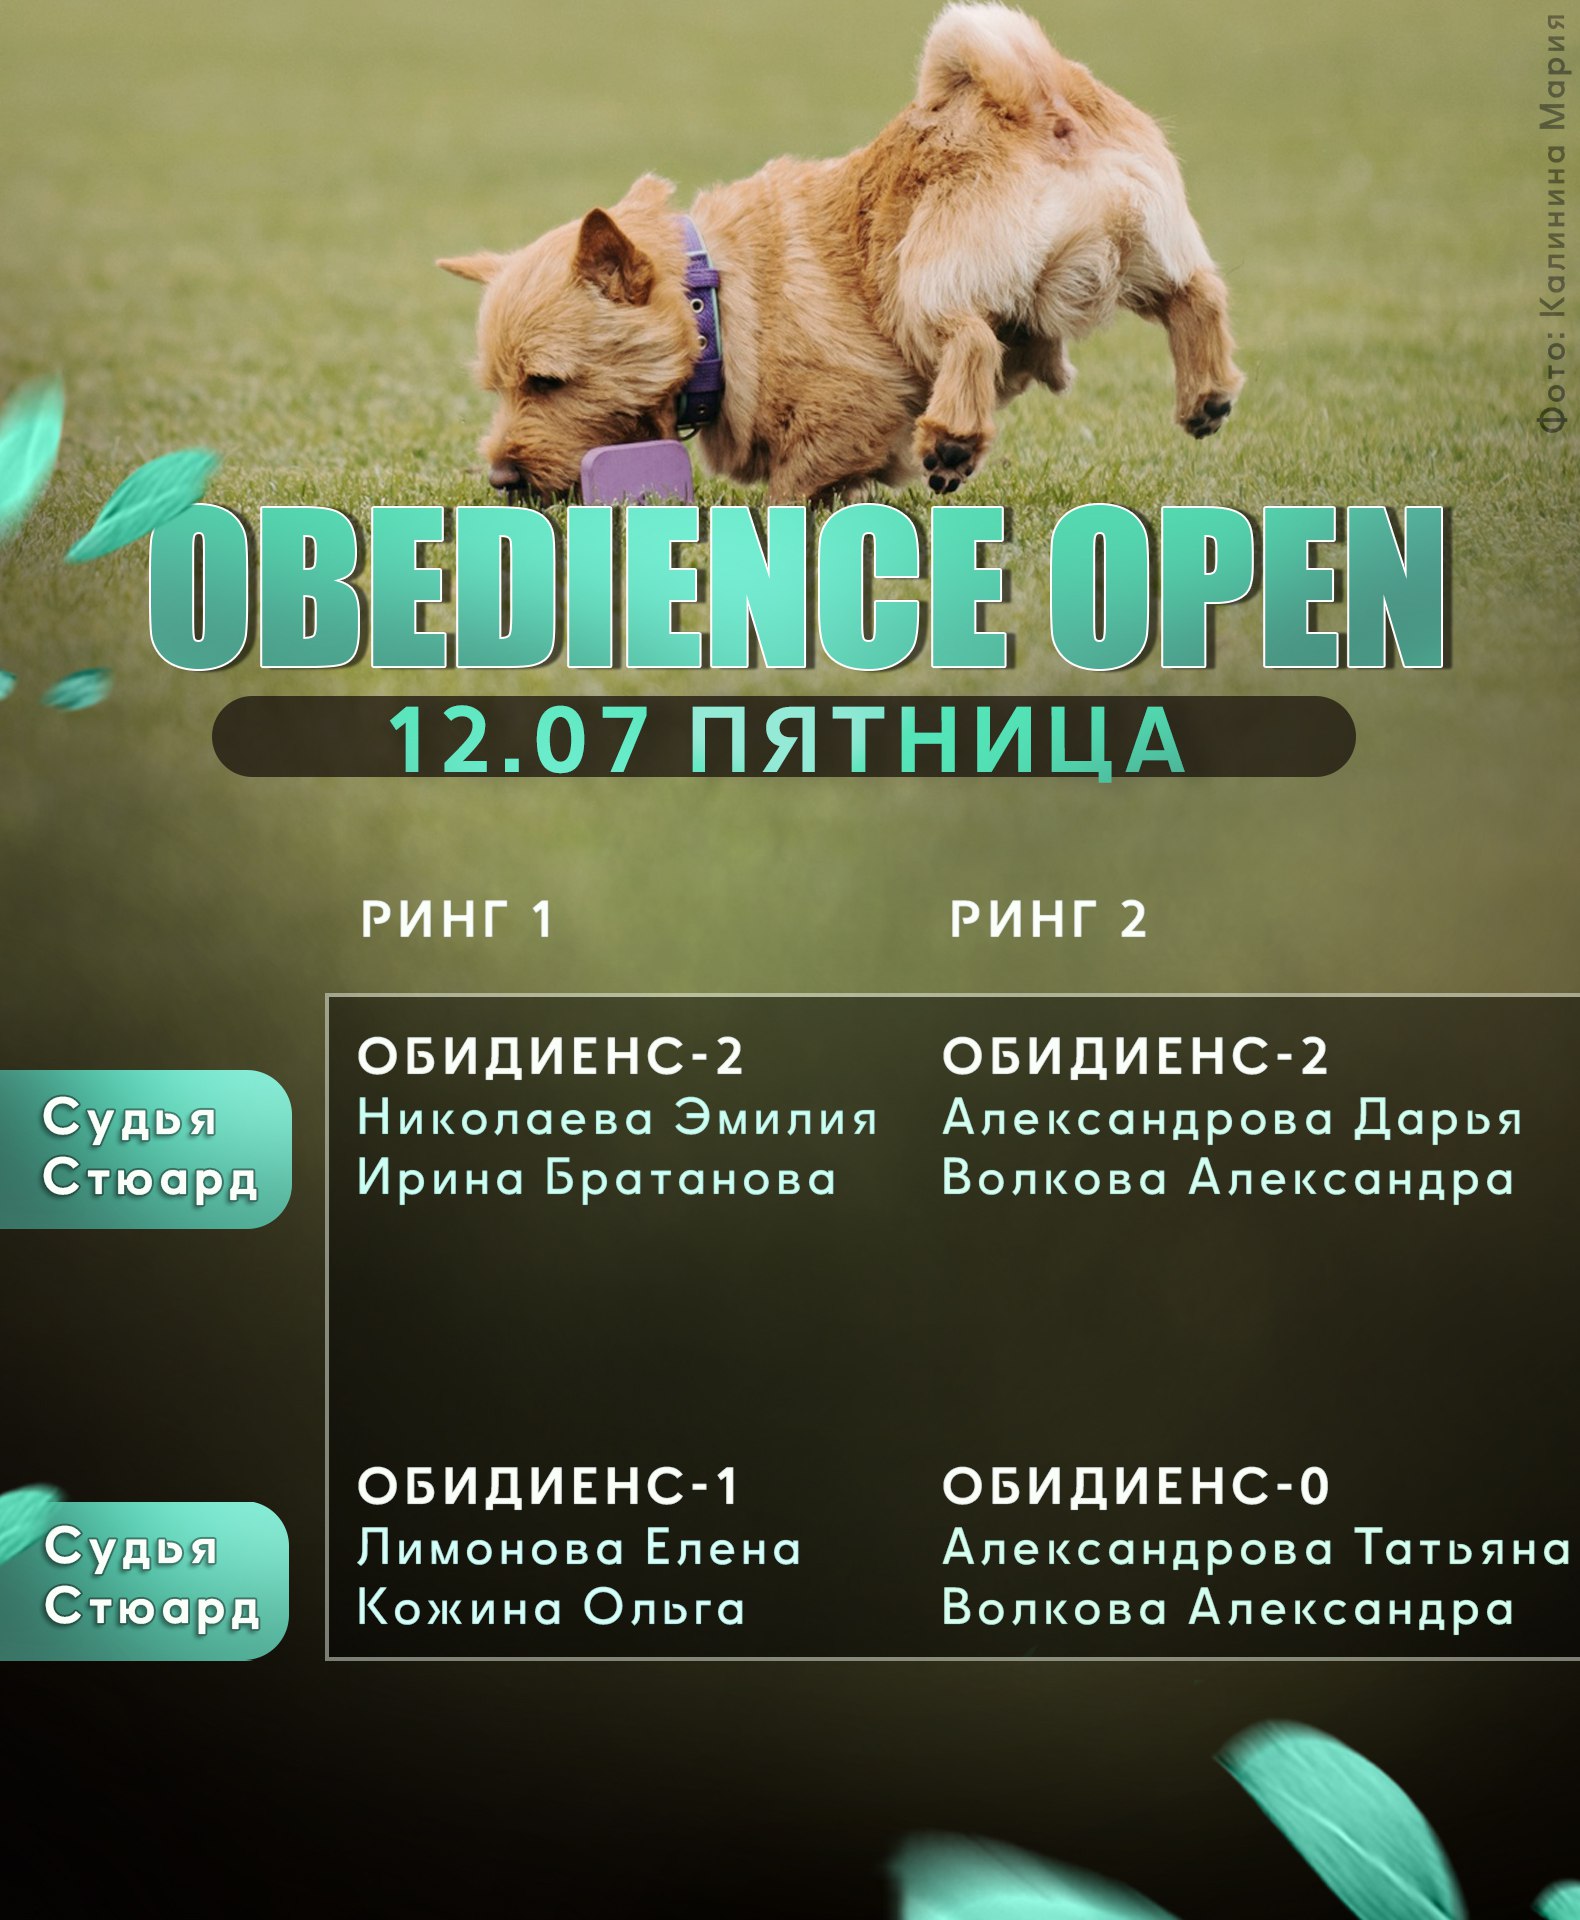 Фото: Калинина Мария
OBEDIENCE OPEN
12.07 ПЯТНИЦА
РИНГ 1
РИНГ 2
Судья
Стюард
ОБИДИЕНС-2
Николаева Эмилия
Ирина Братанова
ОБИДИЕНС-2
Александрова Дарья
Волкова Александра
Судья
Стюард
ОБИДИЕНС-1
Лимонова Елена
Кожина Ольга
ОБИДИЕНС-0
Александрова Татьяна
Волкова Александра